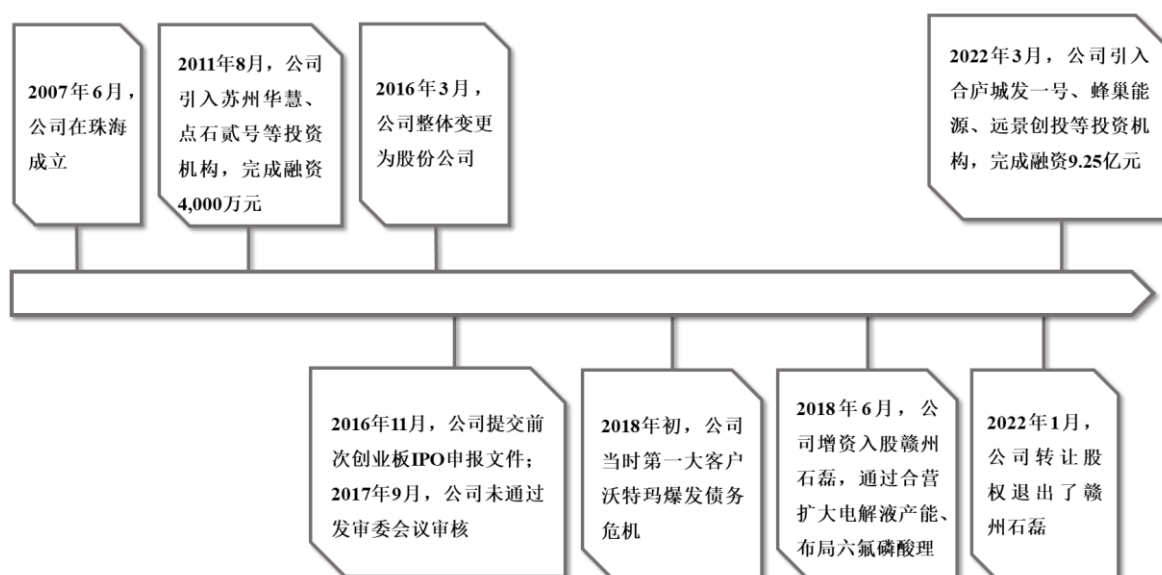 2007年6月，
公司在珠海
成立
2011年8月，公司
引入苏州华慧、
点石贰号等投资
机构，完成融资
4,000万元
2016年3月，
公司整体变更
为股份公司
2022年3月，公司引入
合庐城发一号、蜂巢能
源、远景创投等投资机
构，完成融资9.25亿元
2016年11月，公司提交前
次创业板IPO申报文件；
2017年9月，公司未通过
发审委会议审核
2018年初，公司
当时第一大客户
沃特玛爆发债务
危机
2018年6月，公
司增资入股赣州
石磊，通过合营
扩大电解液产能、
布局六氟磷酸理
2022年1月，
公司转让股
权退出了赣
州石磊